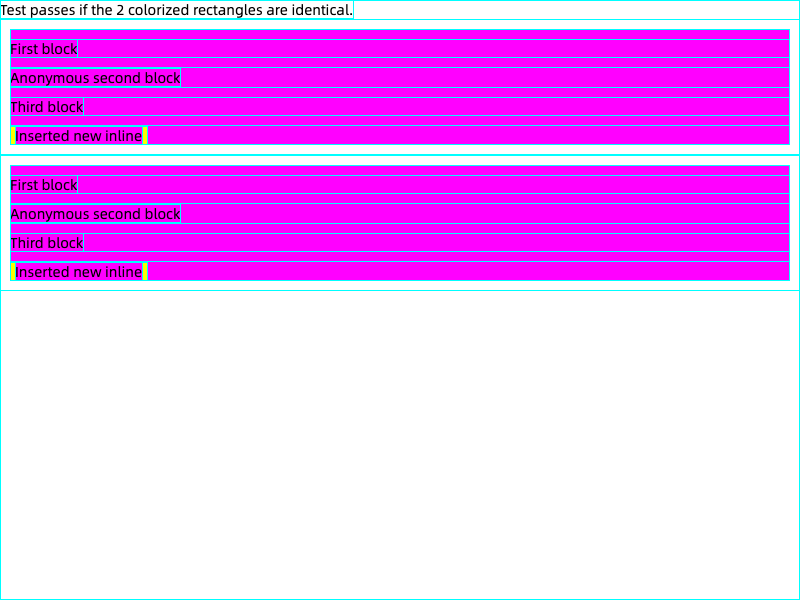 Test passes if the 2 colorized rectangles are identical.
First block
Anonymous second block
Third block
Inserted new inline
First block
Anonymous second block
Third block
Inserted new inline